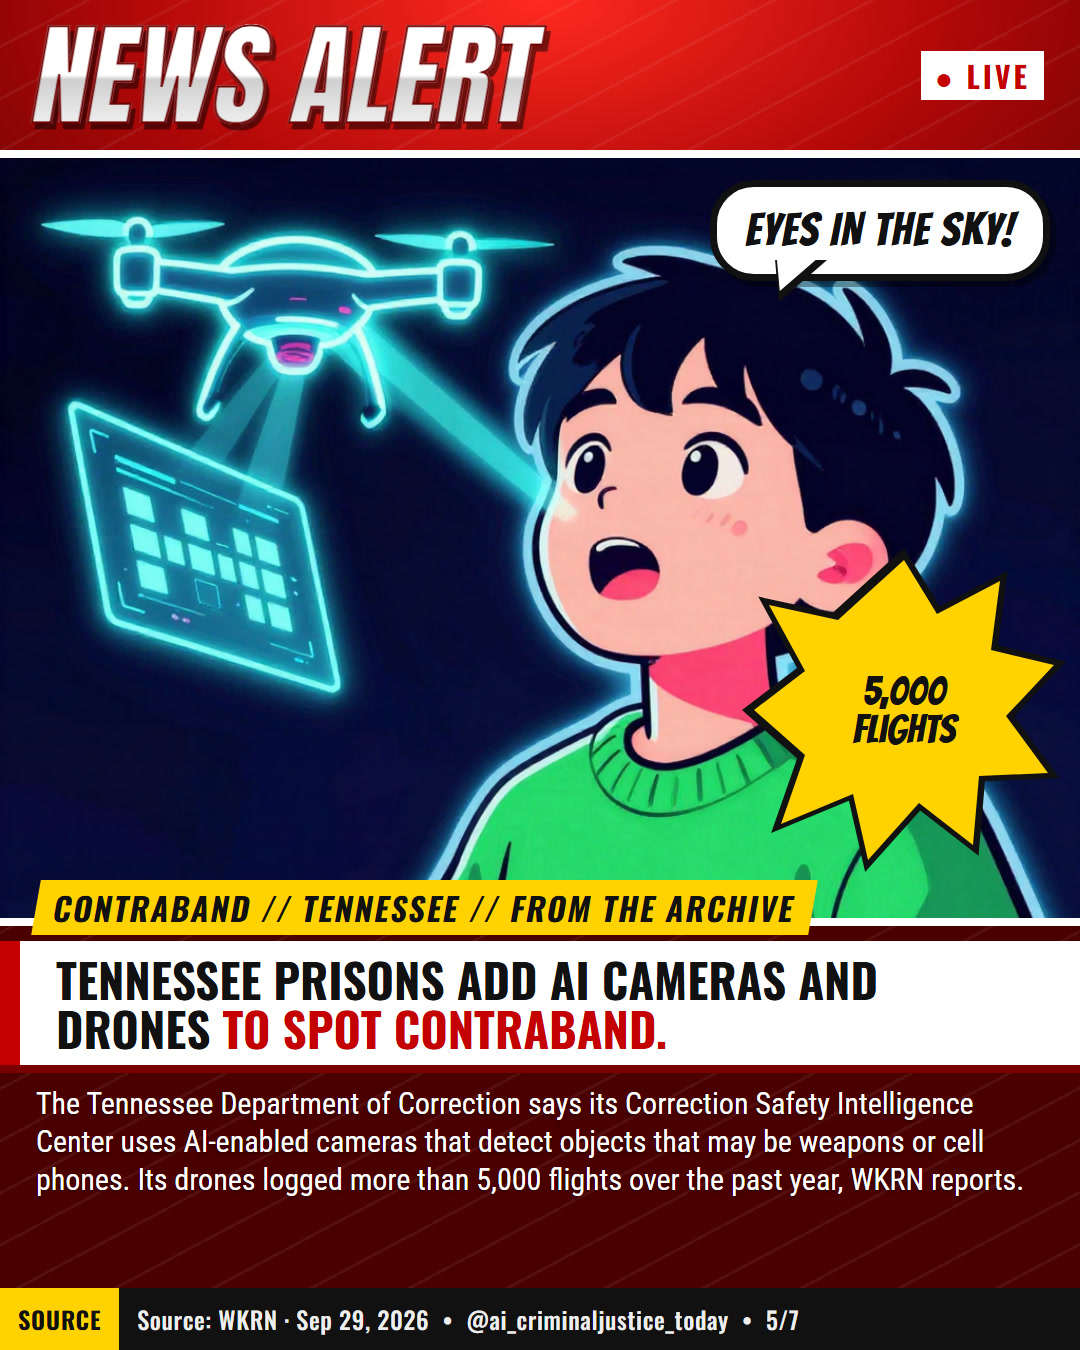 NEWS ALERT
● LIVE
EYES IN THE SKY!
5,000
FLIGHTS
CONTRABAND // TENNESSEE // FROM THE ARCHIVE
TENNESSEE PRISONS ADD AI CAMERAS AND
DRONES TO SPOT CONTRABAND.
The Tennessee Department of Correction says its Correction Safety Intelligence
Center uses AI-enabled cameras that detect objects that may be weapons or cell
phones. Its drones logged more than 5,000 flights over the past year, WKRN reports.
SOURCE
Source: WKRN · Sep 29, 2026 • @ai_criminaljustice_today • 5/7